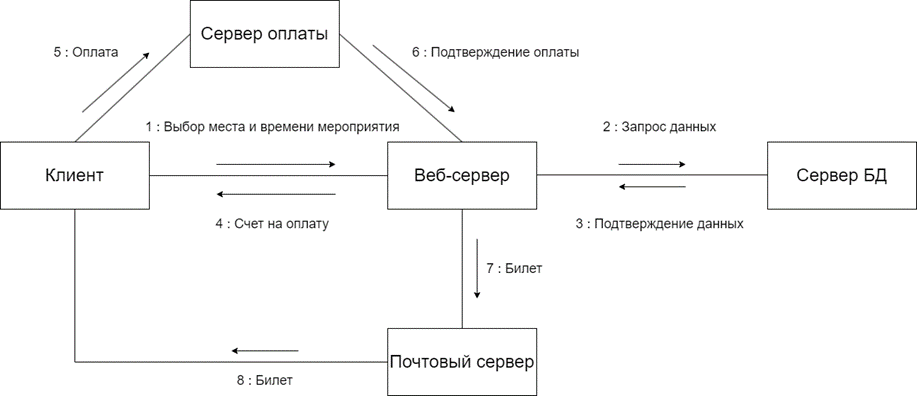 Сервер оплаты
5 : Оплата
6 : Подтверждение оплаты
1 : Выбор места и времени мероприятия
2 : Запрос данных
Клиент
Веб-сервер
Сервер БД
4 : Счет на оплату
3 : Подтверждение данных
7 : Билет
Почтовый сервер
8 : Билет